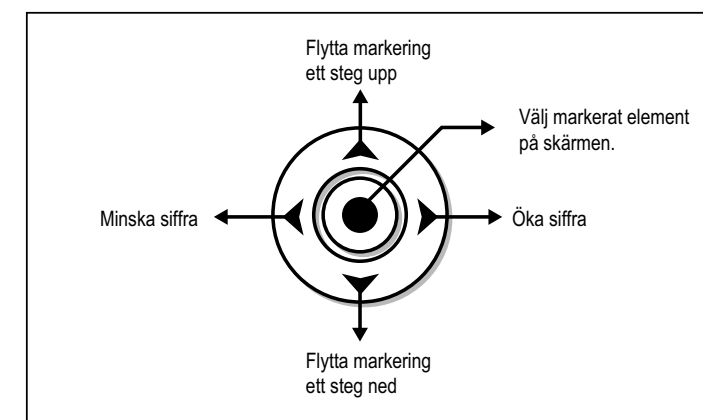 Flytta markering
ett steg upp
Välj markerat element
på skärmen.
Minska siffra
Öka siffra
Flytta markering
ett steg ned